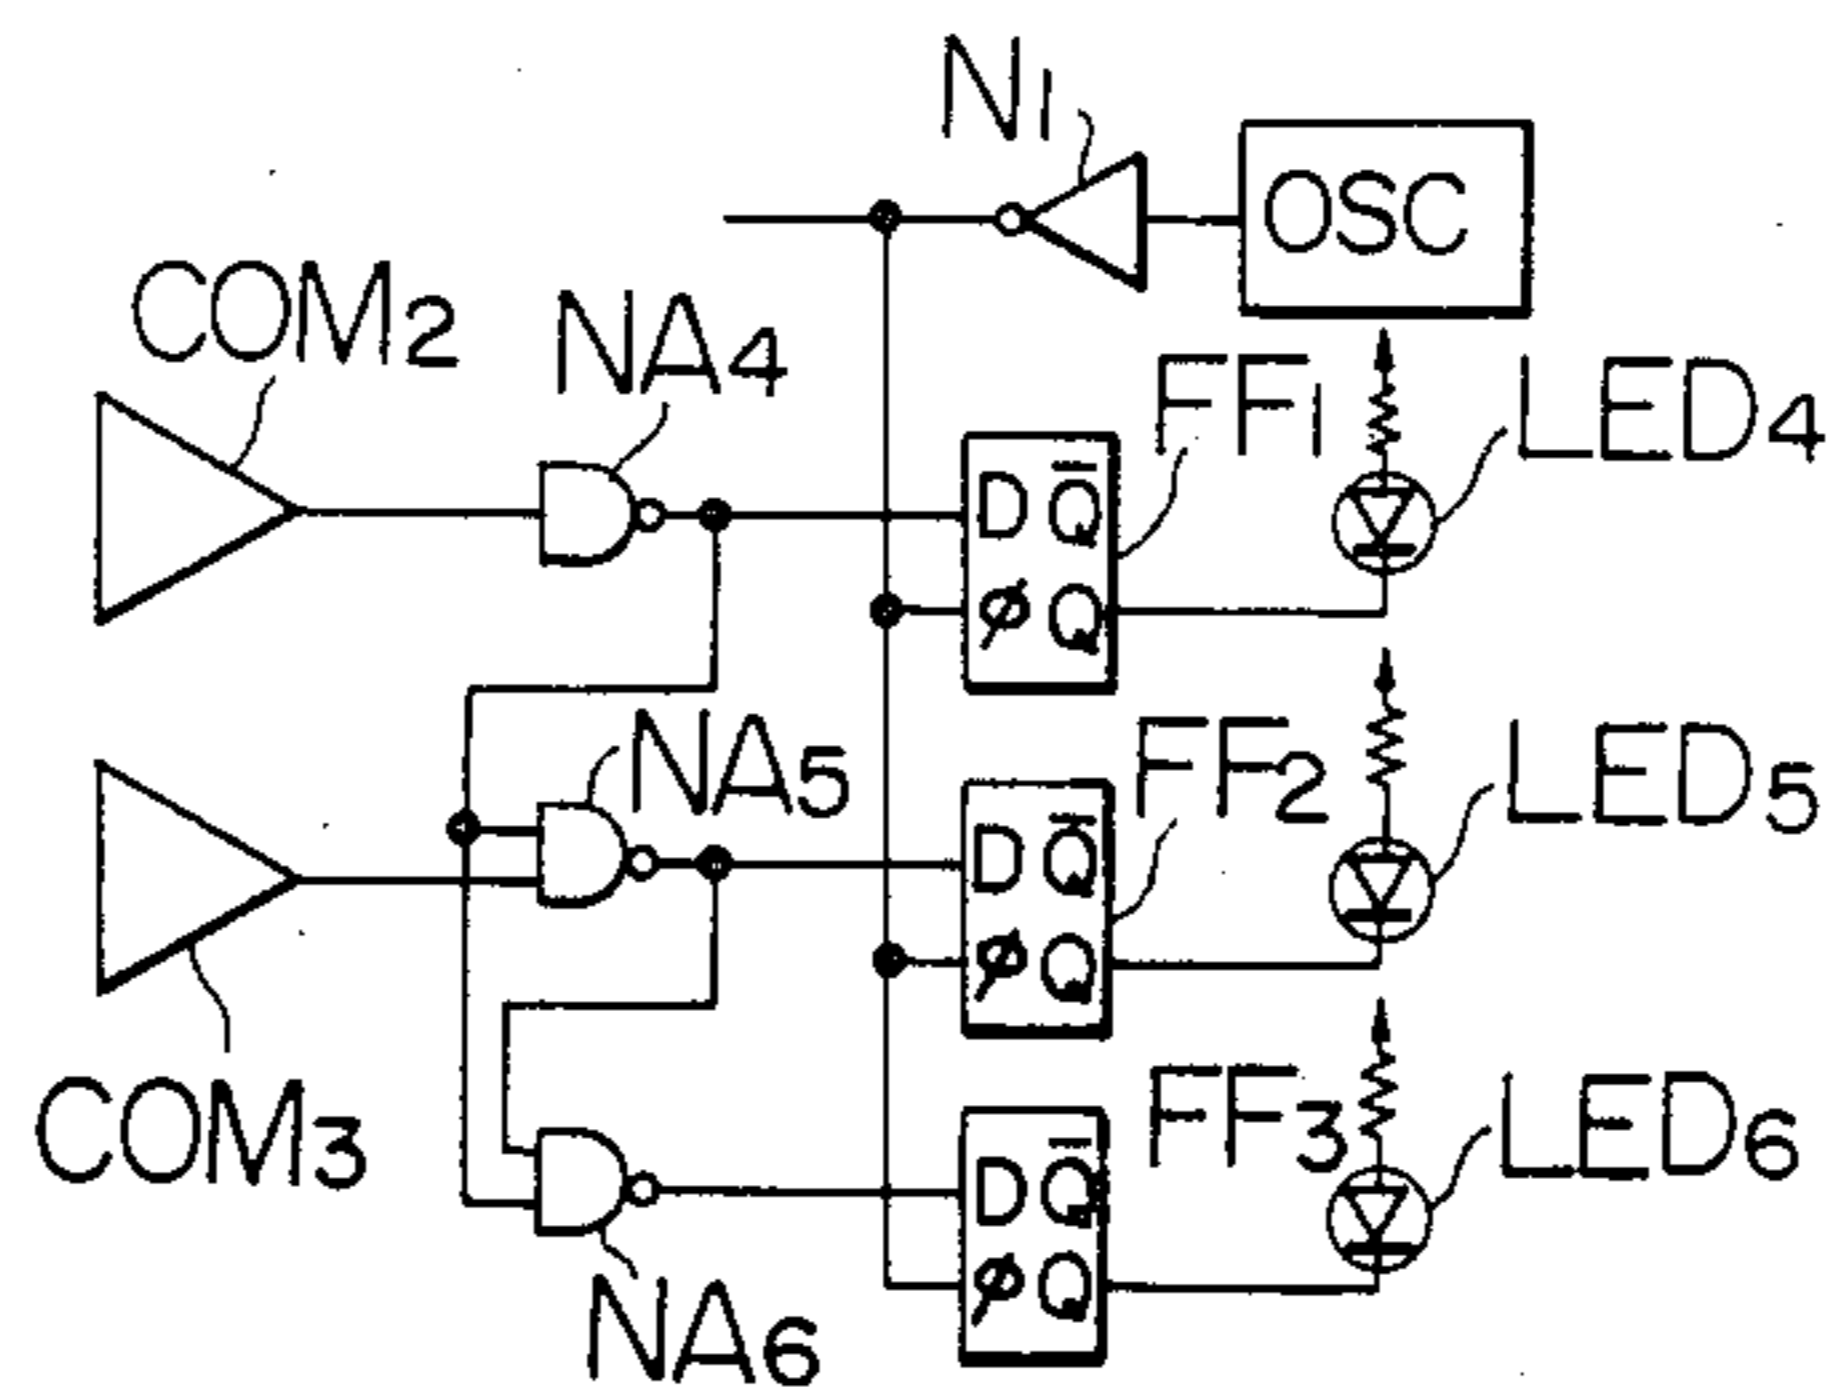 N1
OSC
COM2
NA4
FF1
LED4
D Q̅
φ Q
NA5
FF2
LED5
D Q̅
φ Q
COM3
FF3
LED6
D Q̅
φ Q
NA6